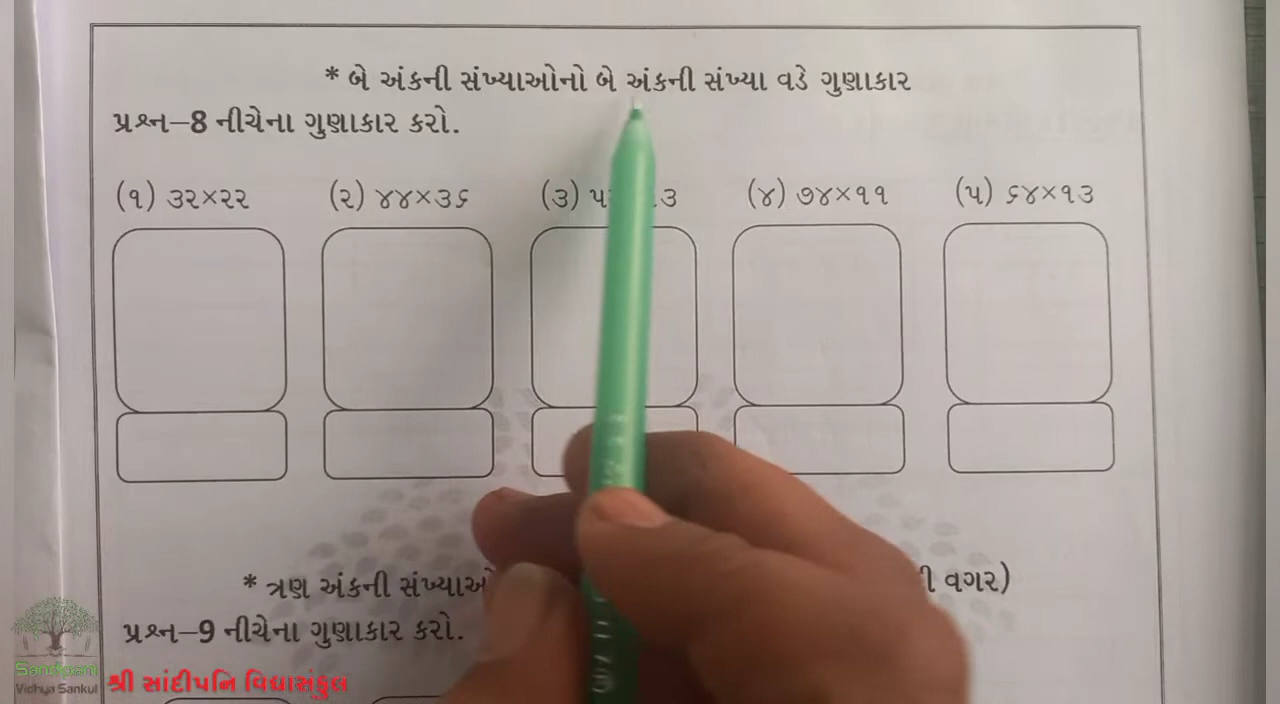 * બે અંકની સંખ્યાઓનો બે અંકની સંખ્યા વડે ગુણાકાર
પ્રશ્ન–8 નીચેના ગુણાકાર કરો.
(૧) ૩૨×૨૨ (૨) ૪૪×૩૬ (૩) (૪) ૭૪×૧૧ (૫) ૬૪×૧૩
* ત્રણ અંકની વગર)
પ્રશ્ન–9 નીચેના ગુણાકાર કરો.
Sandipani
Vidhya Sankul
શ્રી સાંદીપનિ વિદ્યાસંકુલ